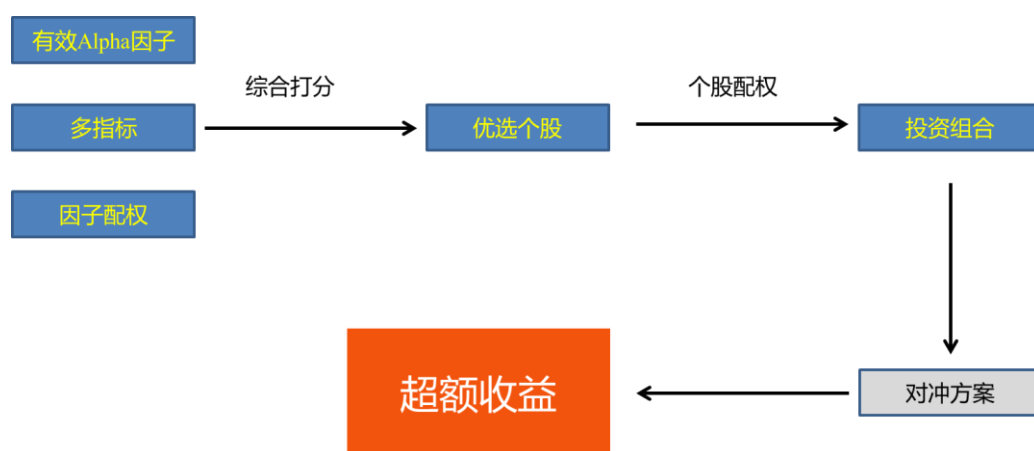 有效Alpha因子
综合打分
个股配权
多指标
优选个股
投资组合
因子配权
超额收益
对冲方案